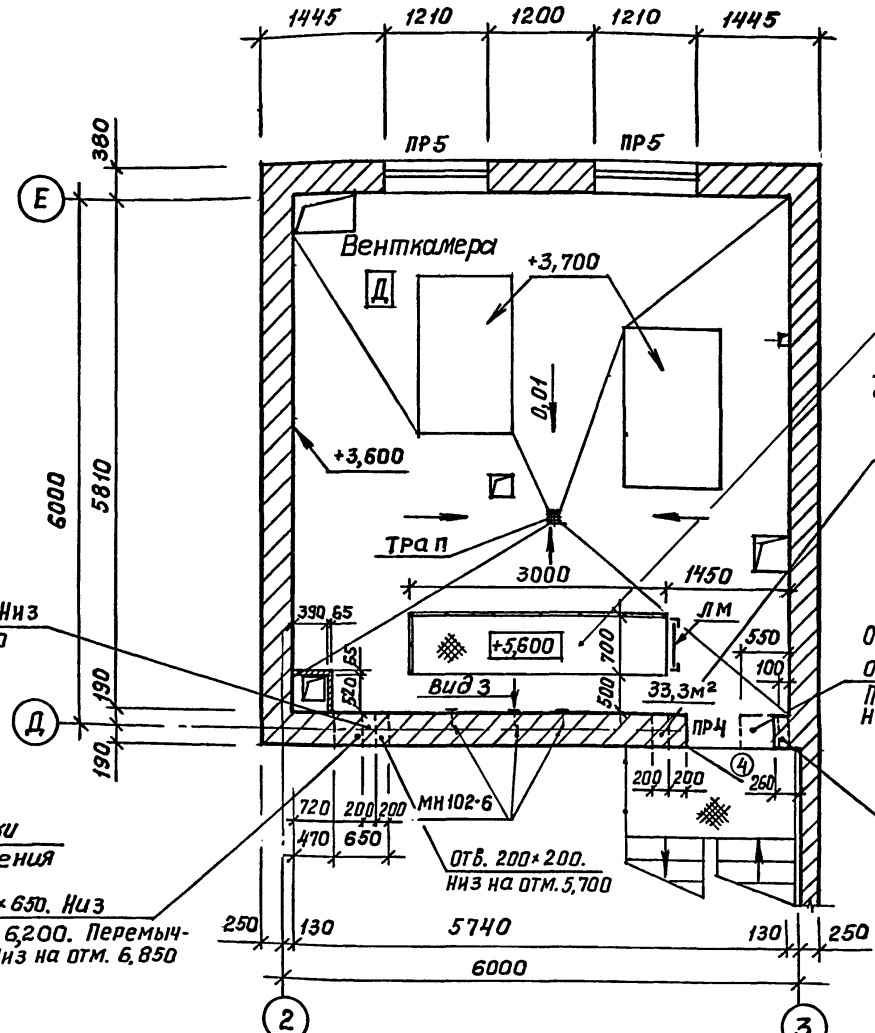 1445 1210 1200 1210 1445
380
ПР5 ПР5
Е
Венткамера
Д
+3,700
0,01
+3,600
6000
5810
Трап
3000 1450
Низ
390 65
ЛМ
+5,600
700
550
100
65
520
Вид 3
500
33,3м²
190
Д
190
ПР4
4
200 200
260
720 200 200
МН102-6
470 650
ения
Отв. 200×200.
Низ на отм. 5,700
×650. Низ
6,200. Перемыч-
из на отм. 6,850
250 130 5740 130 250
6000
2 3